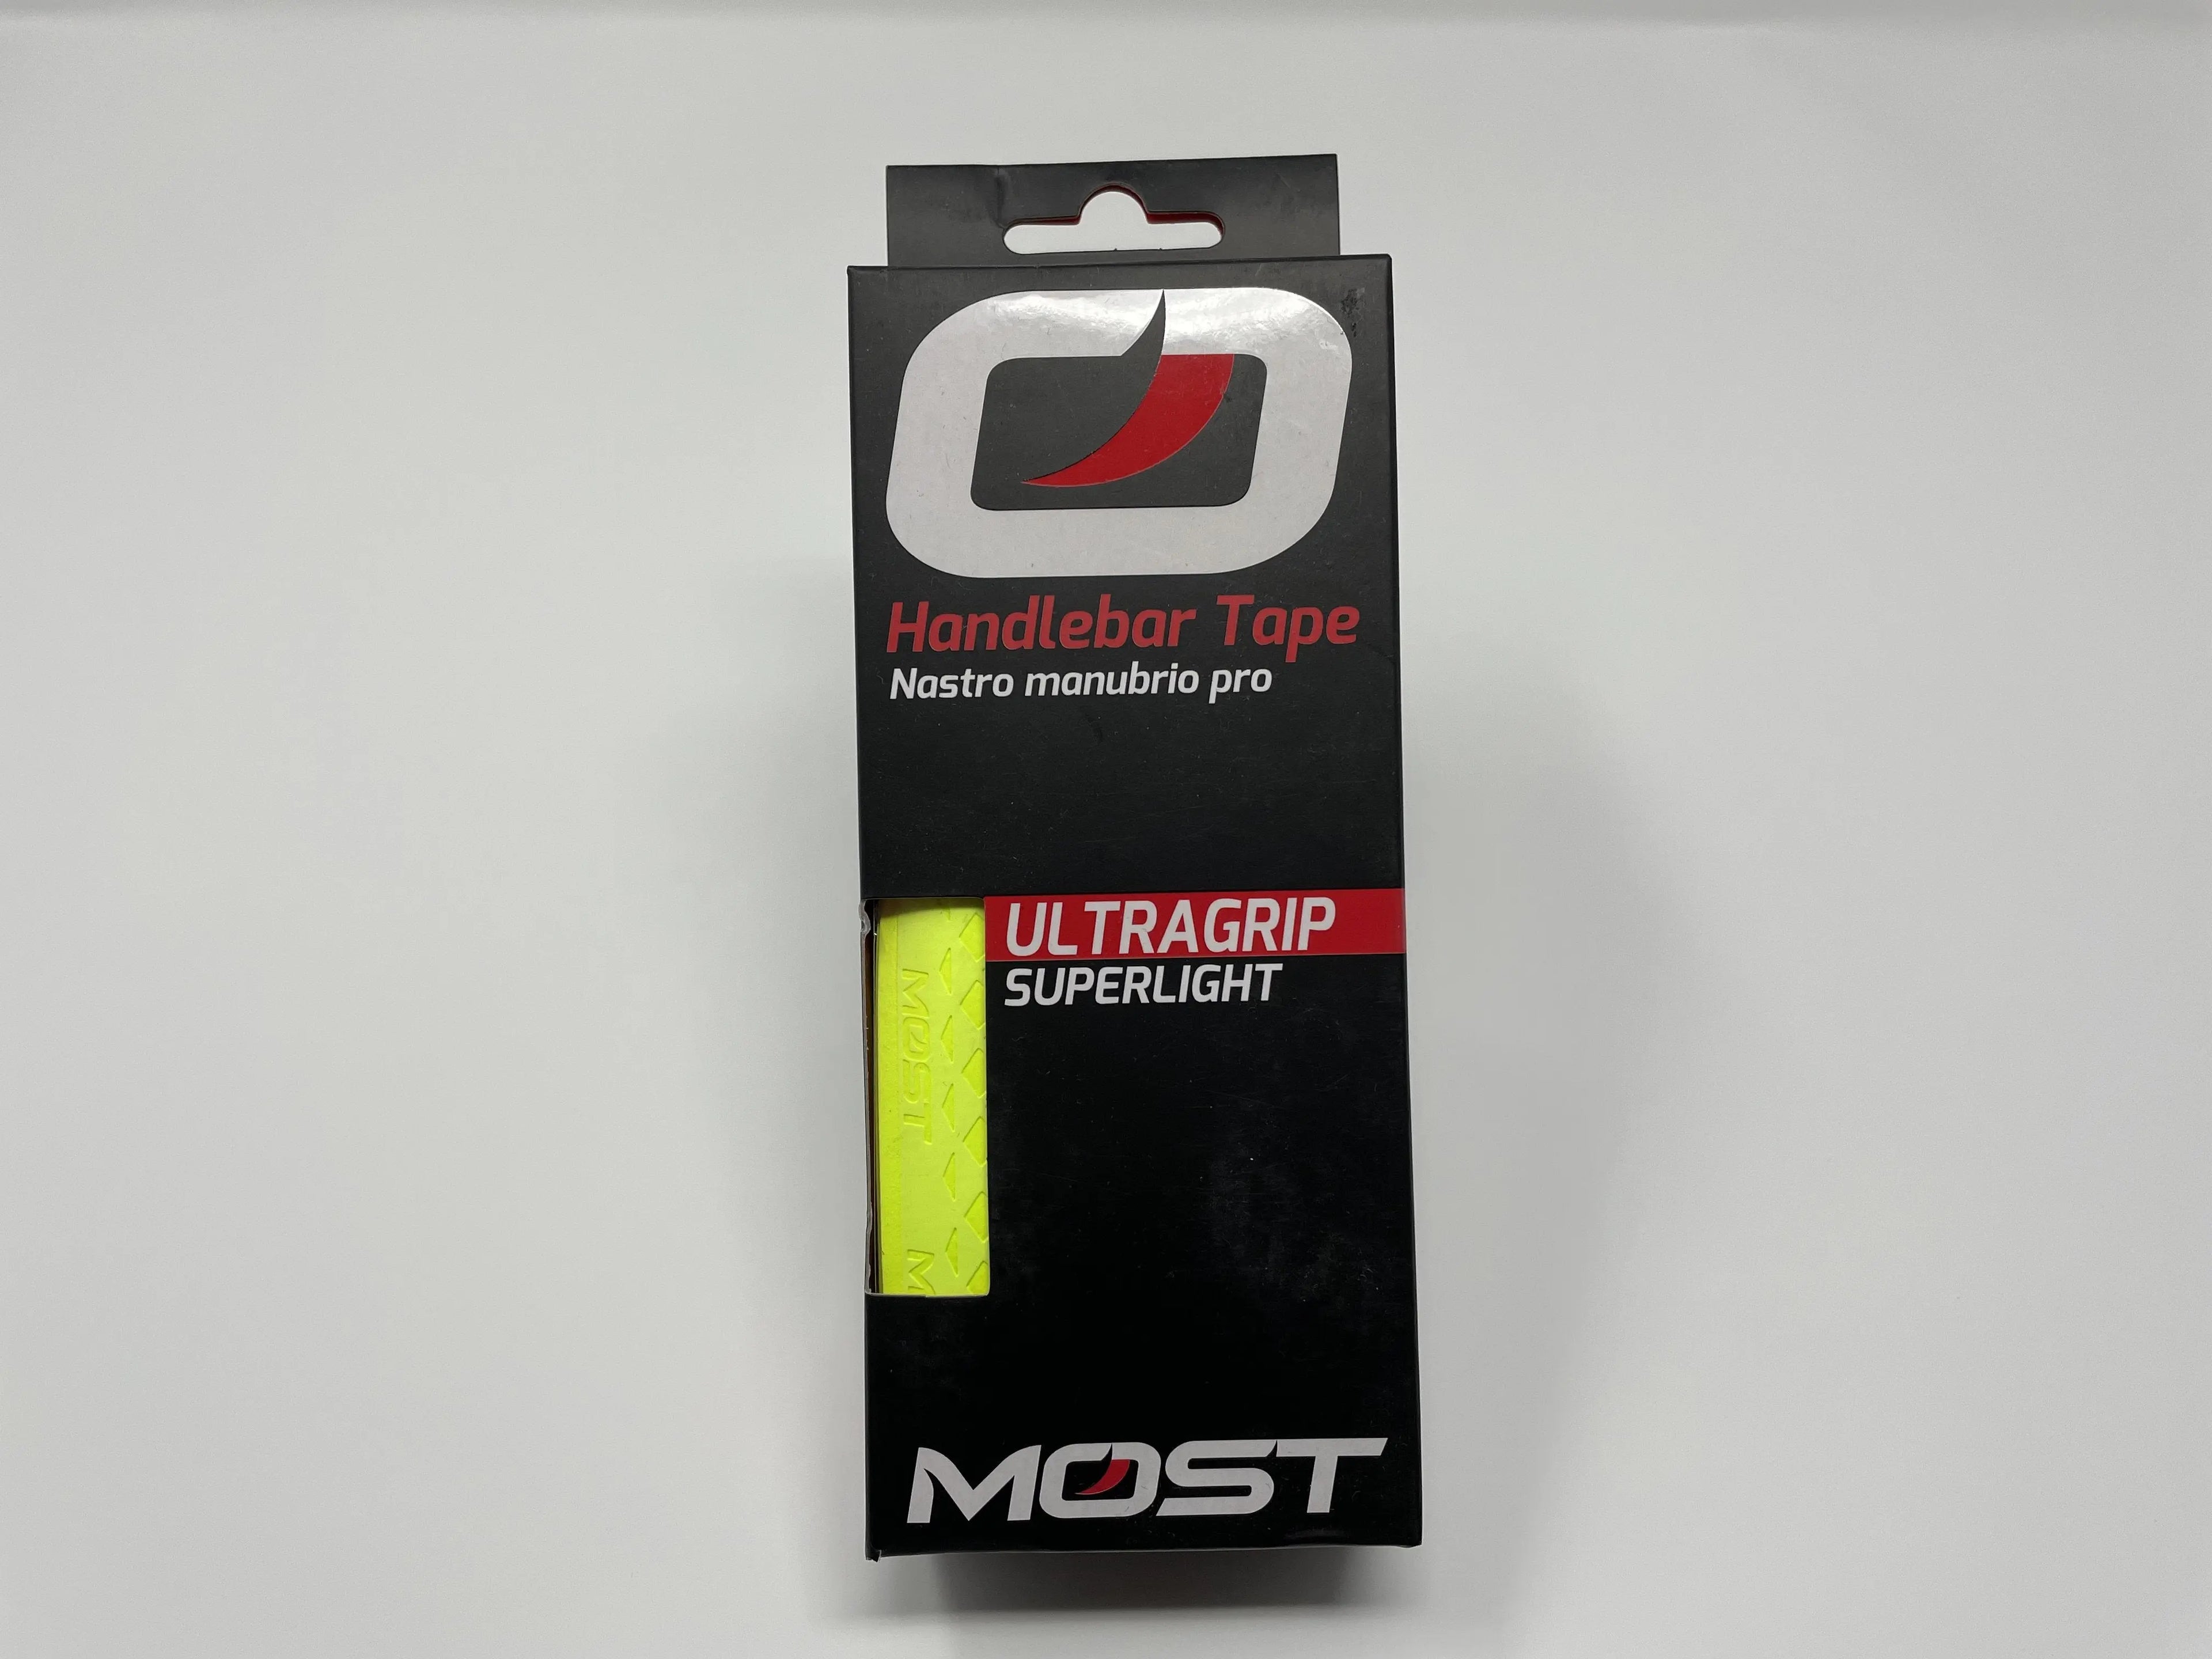 Handlebar Tape
Nastro manubrio pro
ULTRAGRIP
SUPERLIGHT
MOST
M
MOST